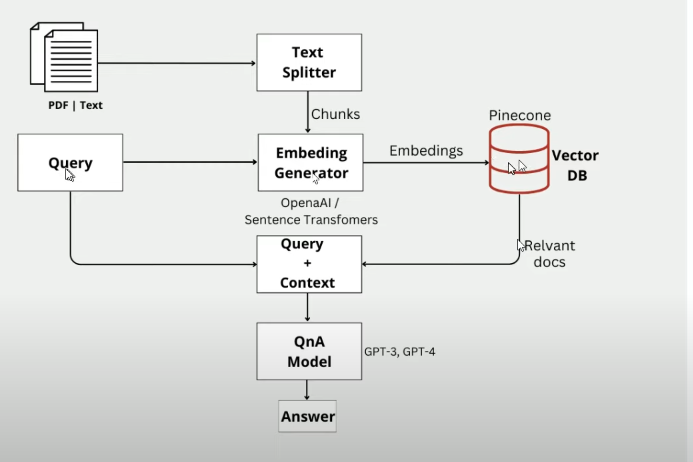 Text
Splitter
PDF | Text
Chunks
Pinecone
Query
Embeding
Generator
Embedings
Vector
DB
OpenaAI /
Sentence Transfomers
Query
+
Context
Relvant
docs
QnA
Model
GPT-3, GPT-4
Answer